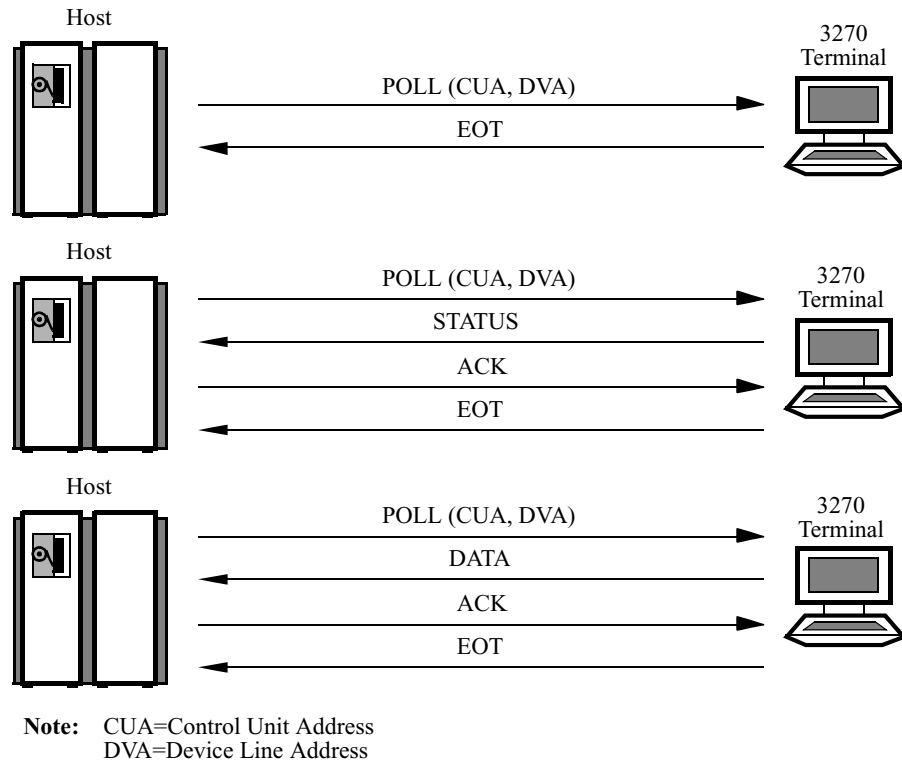 Host
3270
Terminal
POLL (CUA, DVA)
EOT
Host
3270
Terminal
POLL (CUA, DVA)
STATUS
ACK
EOT
Host
3270
Terminal
POLL (CUA, DVA)
DATA
ACK
EOT
Note: CUA=Control Unit Address
DVA=Device Line Address